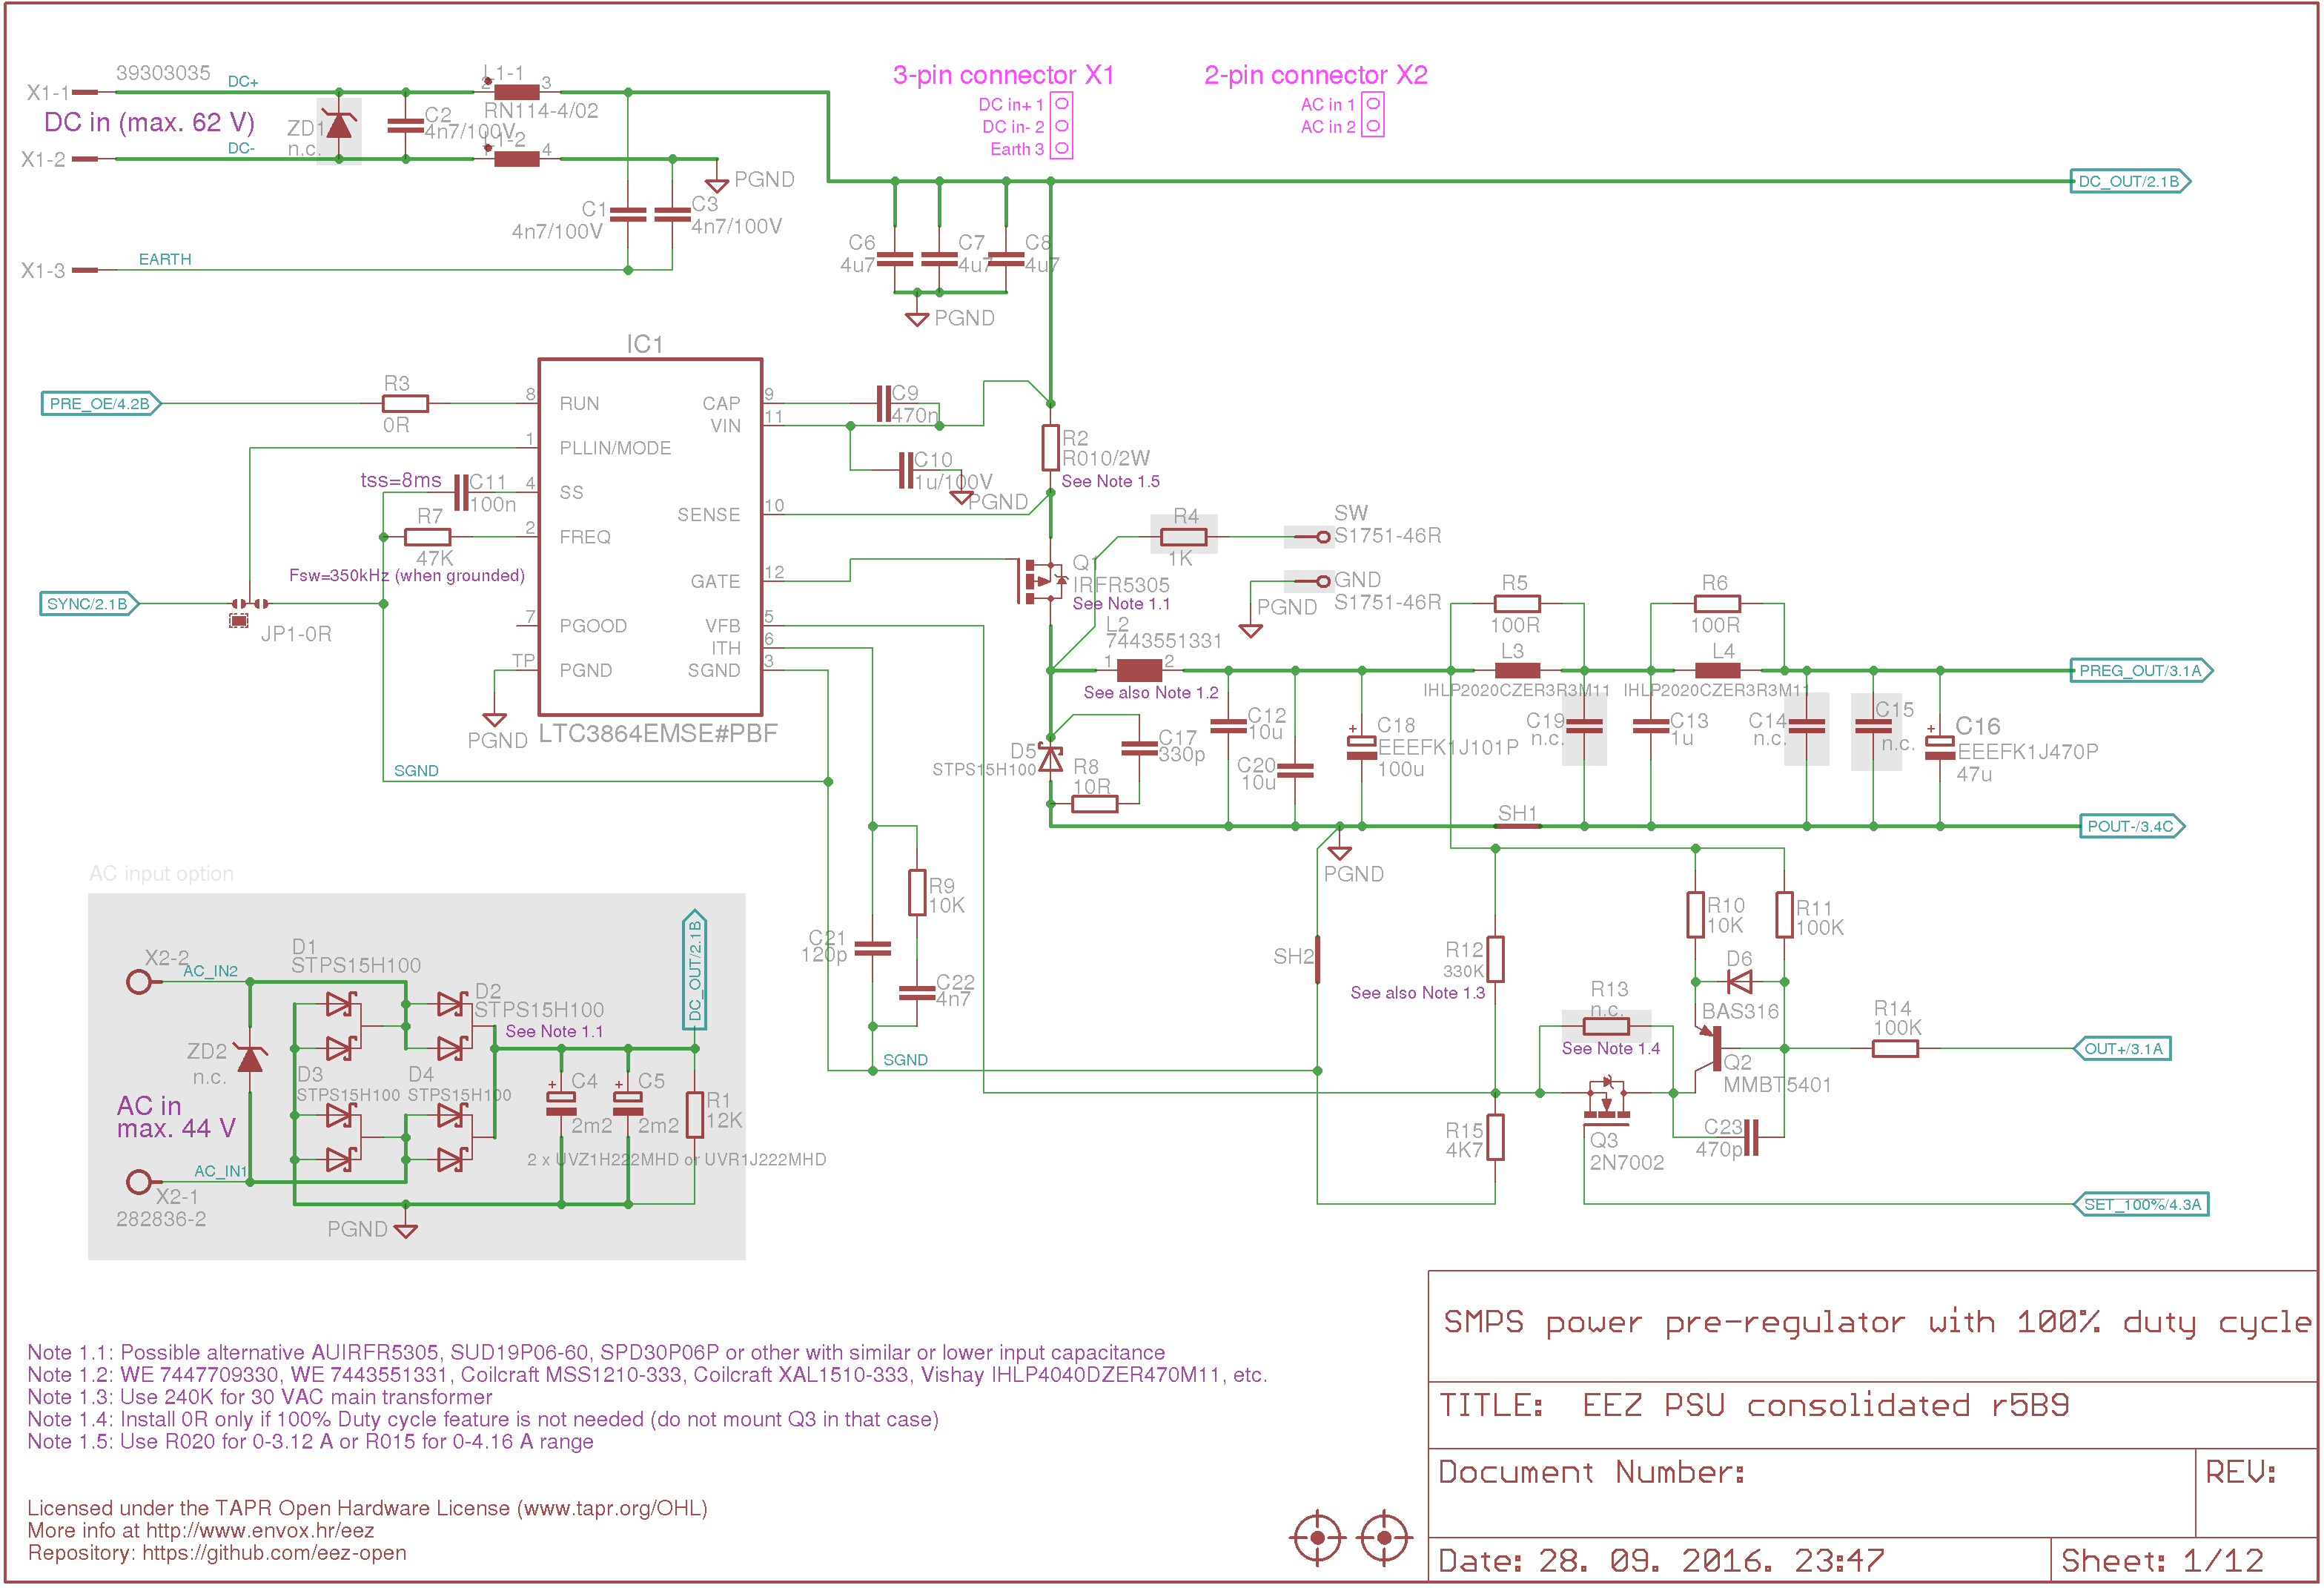 39303035
X1-1
DC+
DC in (max. 62 V)
ZD1
n.c.
C2
4n7/100V
L1-1
2
3
RN114-4/02
L1-2
1
4
X1-2
DC-
PGND
C1
4n7/100V
C3
4n7/100V
X1-3
EARTH
3-pin connector X1
DC in+ 1
DC in- 2
Earth 3
2-pin connector X2
AC in 1
AC in 2
DC_OUT/2.1B
C6
4u7
C7
4u7
C8
4u7
PGND
IC1
PRE_OE/4.2B
R3
0R
8
RUN
1
PLLIN/MODE
tss=8ms
C11
100n
4
SS
R7
47K
2
FREQ
Fsw=350kHz (when grounded)
SYNC/2.1B
JP1-0R
7
PGOOD
TP
PGND
PGND
CAP
9
VIN
11
SENSE
10
GATE
12
VFB
5
ITH
6
SGND
3
LTC3864EMSE#PBF
SGND
C9
470n
C10
1u/100V
PGND
R2
R010/2W
See Note 1.5
Q1
IRFR5305
See Note 1.1
R4
1K
SW
S1751-46R
GND
S1751-46R
PGND
L2
7443551331
1
2
See also Note 1.2
D5
STPS15H100
C17
330p
R8
10R
C12
10u
C20
10u
C18
EEEFK1J101P
100u
R5
100R
L3
IHLP2020CZER3R3M11
R6
100R
L4
IHLP2020CZER3R3M11
C19
n.c.
C13
1u
C14
n.c.
C15
n.c.
C16
EEEFK1J470P
47u
PREG_OUT/3.1A
SH1
POUT-/3.4C
PGND
SH2
R9
10K
C21
120p
C22
4n7
SGND
R12
330K
See also Note 1.3
R15
4K7
R10
10K
R11
100K
D6
BAS316
R13
n.c.
See Note 1.4
Q2
MMBT5401
R14
100K
OUT+/3.1A
C23
470p
Q3
2N7002
SET_100%/4.3A
AC input option
X2-2
AC_IN2
D1
STPS15H100
D2
STPS15H100
See Note 1.1
DC_OUT/2.1B
ZD2
n.c.
D3
STPS15H100
D4
STPS15H100
AC in
max. 44 V
C4
2m2
C5
2m2
R1
12K
2 x UVZ1H222MHD or UVR1J222MHD
AC_IN1
X2-1
282836-2
PGND
Note 1.1: Possible alternative AUIRFR5305, SUD19P06-60, SPD30P06P or other with similar or lower input capacitance
Note 1.2: WE 7447709330, WE 7443551331, Coilcraft MSS1210-333, Coilcraft XAL1510-333, Vishay IHLP4040DZER470M11, etc.
Note 1.3: Use 240K for 30 VAC main transformer
Note 1.4: Install 0R only if 100% Duty cycle feature is not needed (do not mount Q3 in that case)
Note 1.5: Use R020 for 0-3.12 A or R015 for 0-4.16 A range
Licensed under the TAPR Open Hardware License (www.tapr.org/OHL)
More info at http://www.envox.hr/eez
Repository: https://github.com/eez-open
SMPS power pre-regulator with 100% duty cycle
TITLE: EEZ PSU consolidated r5B9
Document Number:
REV:
Date: 28. 09. 2016. 23:47
Sheet: 1/12